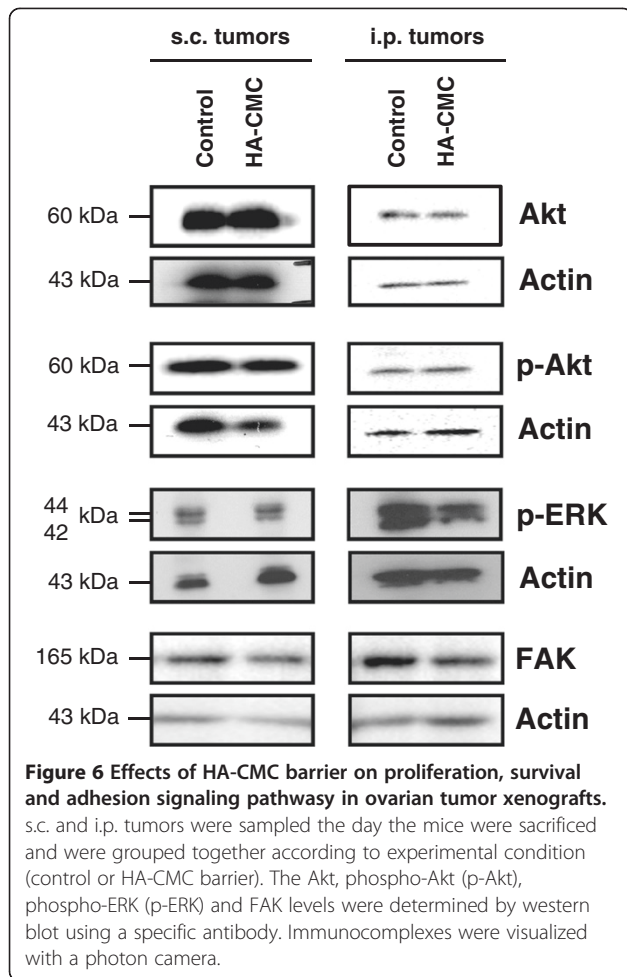 s.c. tumors i.p. tumors
Control HA-CMC Control HA-CMC
60 kDa Akt
43 kDa Actin
60 kDa p-Akt
43 kDa Actin
44
kDa p-ERK
42
43 kDa Actin
165 kDa FAK
43 kDa Actin
Figure 6 Effects of HA-CMC barrier on proliferation, survival
and adhesion signaling pathwasy in ovarian tumor xenografts.
s.c. and i.p. tumors were sampled the day the mice were sacrificed
and were grouped together according to experimental condition
(control or HA-CMC barrier). The Akt, phospho-Akt (p-Akt),
phospho-ERK (p-ERK) and FAK levels were determined by western
blot using a specific antibody. Immunocomplexes were visualized
with a photon camera.